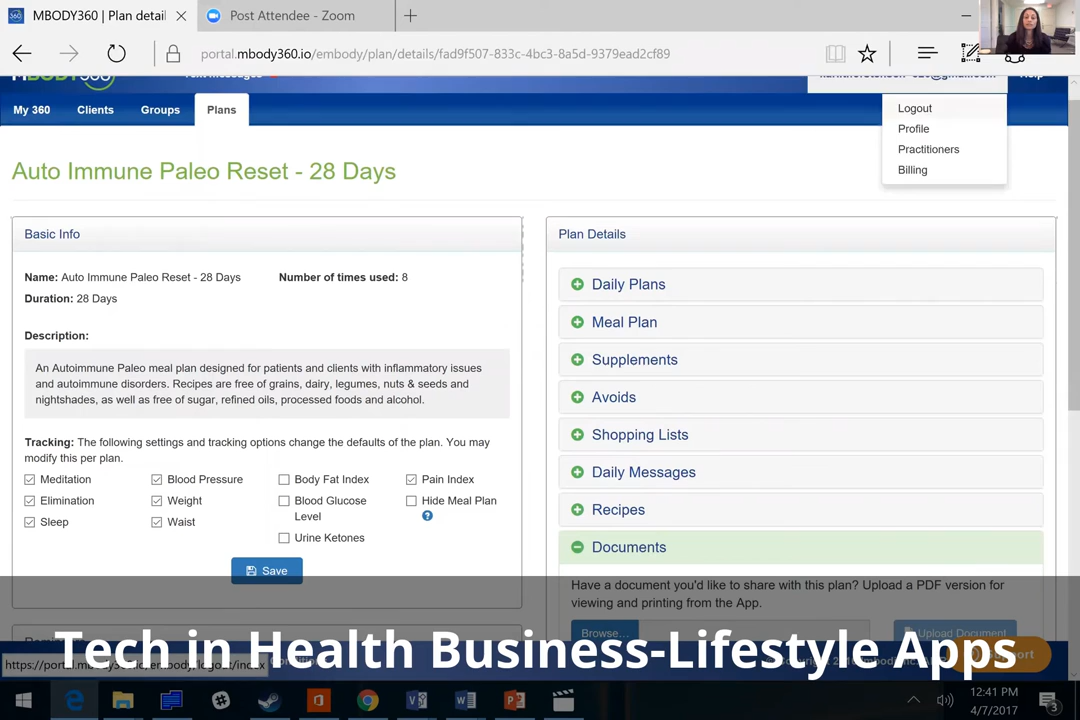 MBODY360 | Plan detail
Post Attendee - Zoom
portal.mbody360.io/embody/plan/details/fad9f507-833c-4bc3-8a5d-9379ead2cf89
My 360
Clients
Groups
Plans
Logout
Profile
Practitioners
Billing
Auto Immune Paleo Reset - 28 Days
Basic Info
Name: Auto Immune Paleo Reset - 28 Days
Number of times used: 8
Duration: 28 Days
Description:
An Autoimmune Paleo meal plan designed for patients and clients with inflammatory issues
and autoimmune disorders. Recipes are free of grains, dairy, legumes, nuts & seeds and
nightshades, as well as free of sugar, refined oils, processed foods and alcohol.
Tracking: The following settings and tracking options change the defaults of the plan. You may
modify this per plan.
Meditation
Blood Pressure
Body Fat Index
Pain Index
Elimination
Weight
Blood Glucose
Level
Hide Meal Plan
Sleep
Waist
Urine Ketones
Save
Plan Details
Daily Plans
Meal Plan
Supplements
Avoids
Shopping Lists
Daily Messages
Recipes
Documents
Have a document you'd like to share with this plan? Upload a PDF version for
viewing and printing from the App.
Browse...
Upload Document
Tech in Health Business-Lifestyle Apps
12:41 PM
4/7/2017
3